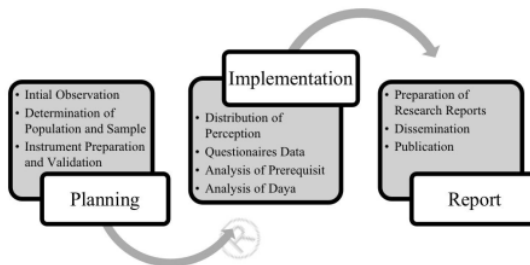 • Intial Observation
• Determination of
Population and Sample
• Instrument Preparation
and Validation
Planning
Implementation
• Distribution of
Perception
• Questionaires Data
• Analysis of Prerequisit
• Analysis of Daya
• Preparation of
Research Reports
• Dissemination
• Publication
Report